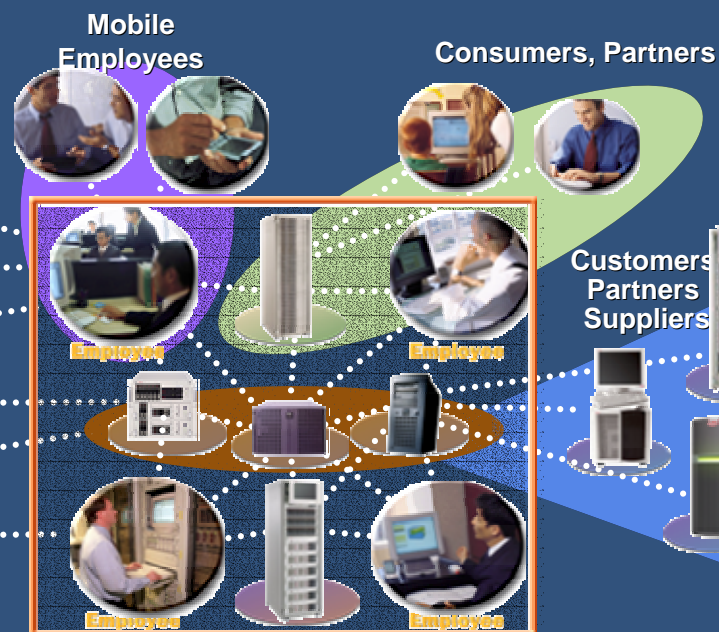 Mobile
Employees
Consumers, Partners
Customers
Partners
Suppliers
Employee
Employee
Employee
Employee